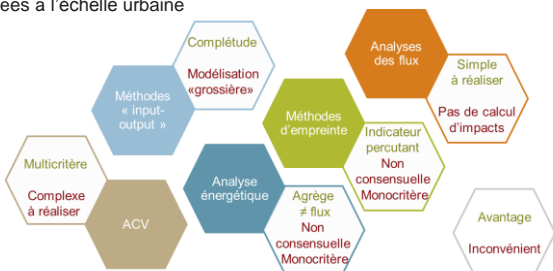 ées à l'échelle urbaine
Complétude
Modélisation
«grossière»
Méthodes
« input-
output »
Analyses
des flux
Simple
à réaliser
Pas de calcul
d'impacts
Méthodes
d'empreinte
Indicateur
percutant
Non
consensuelle
Monocritère
Multicritère
Complexe
à réaliser
ACV
Analyse
énergétique
Agrège
≠ flux
Non
consensuelle
Monocritère
Avantage
Inconvénient